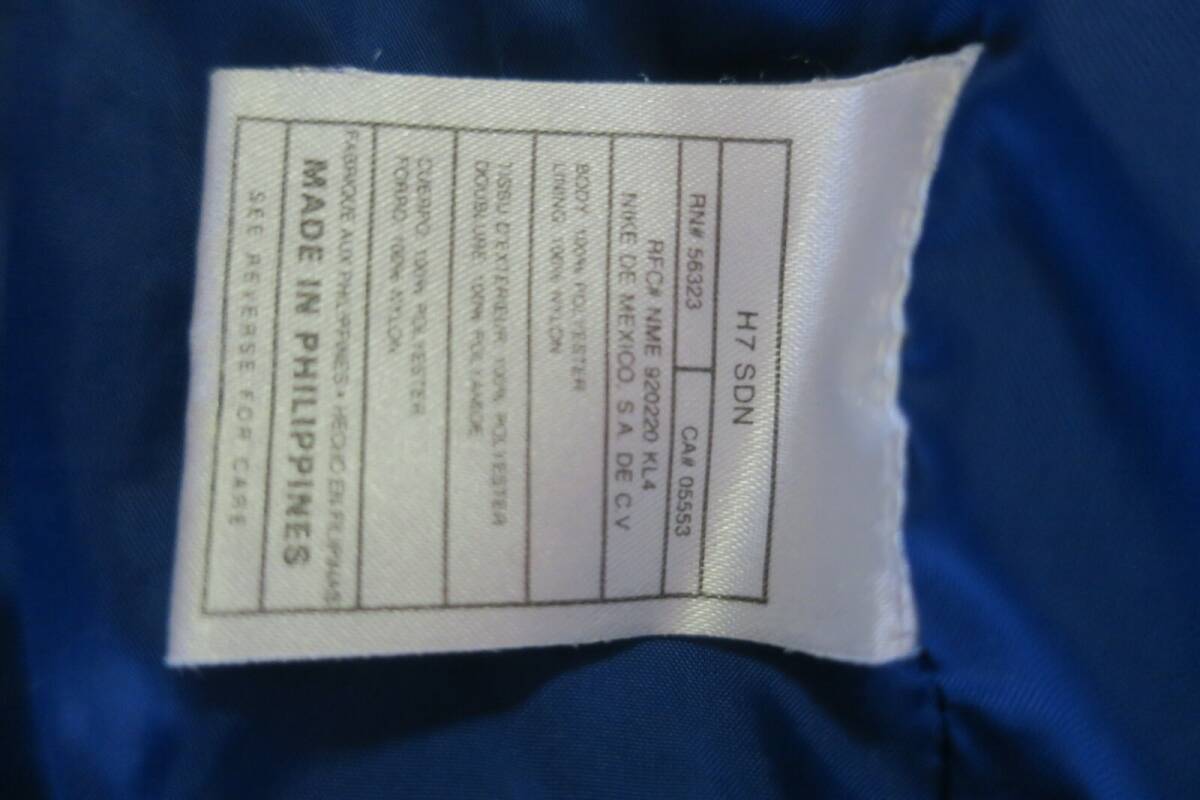 H7 SDN
RN# 56323
CA# 05553
RFC# NME 920220 KL4
NIKE DE MEXICO. S A. DE C.V
BODY 100% POLYESTER
LINING 100% NYLON
TISSU D'EXTERIEUR 100% POLYESTER
DOUBLURE 100% POLYAMIDE
CUERPO 100% POLYESTER
FORRO 100% NYLON
FABRIQUE AUX PHILIPPINES • HECHO EN FILIPINAS
MADE IN PHILIPPINES
SEE REVERSE FOR CARE